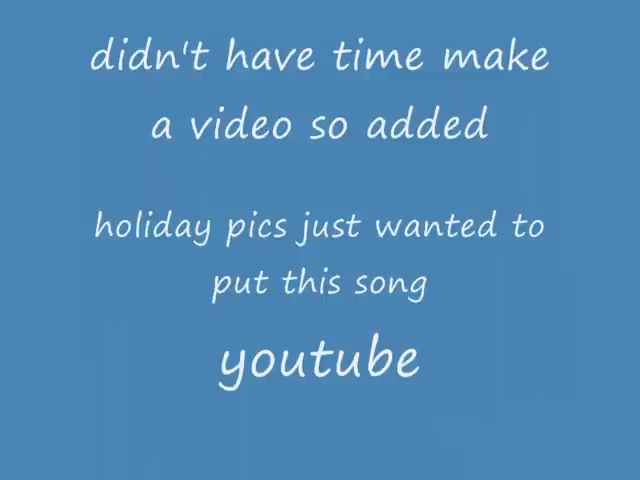 didn't have time make
a video so added
holiday pics just wanted to
put this song
youtube